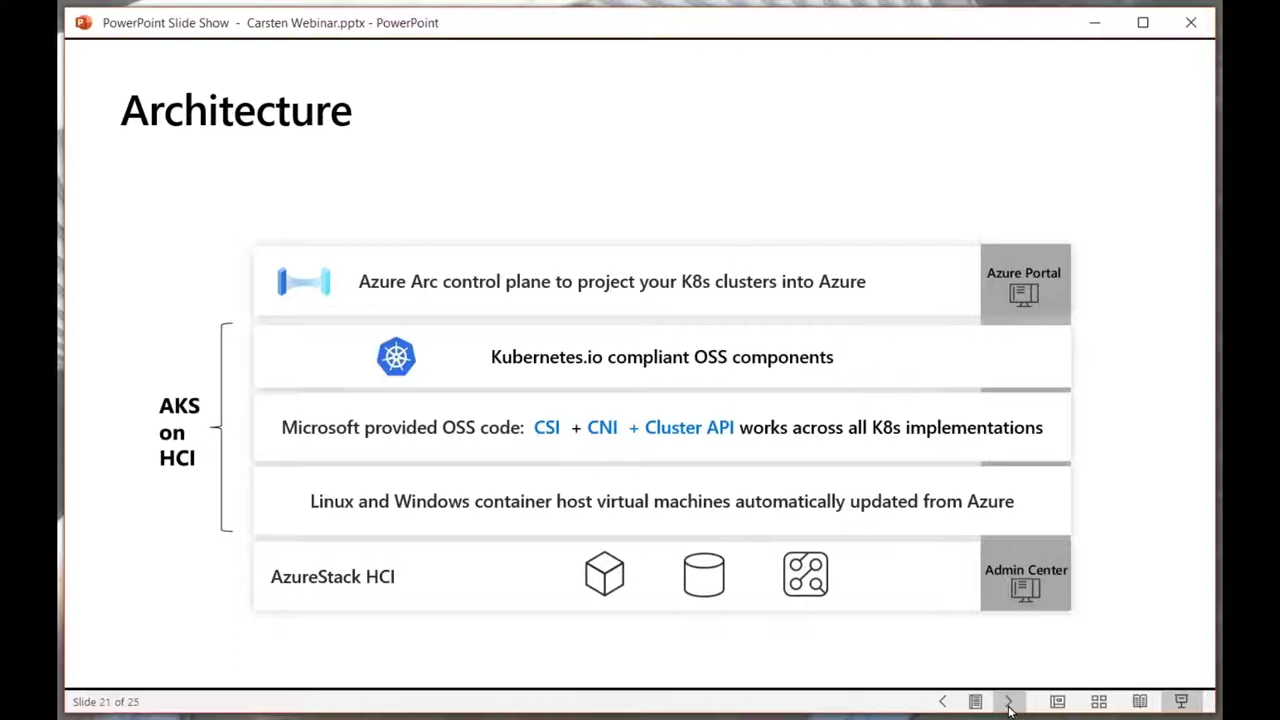 PowerPoint Slide Show - Carsten Webinar.pptx - PowerPoint
Architecture
Azure Arc control plane to project your K8s clusters into Azure
Azure Portal
Kubernetes.io compliant OSS components
AKS
on
HCI
Microsoft provided OSS code: CSI + CNI + Cluster API works across all K8s implementations
Linux and Windows container host virtual machines automatically updated from Azure
AzureStack HCI
Admin Center
Slide 21 of 25